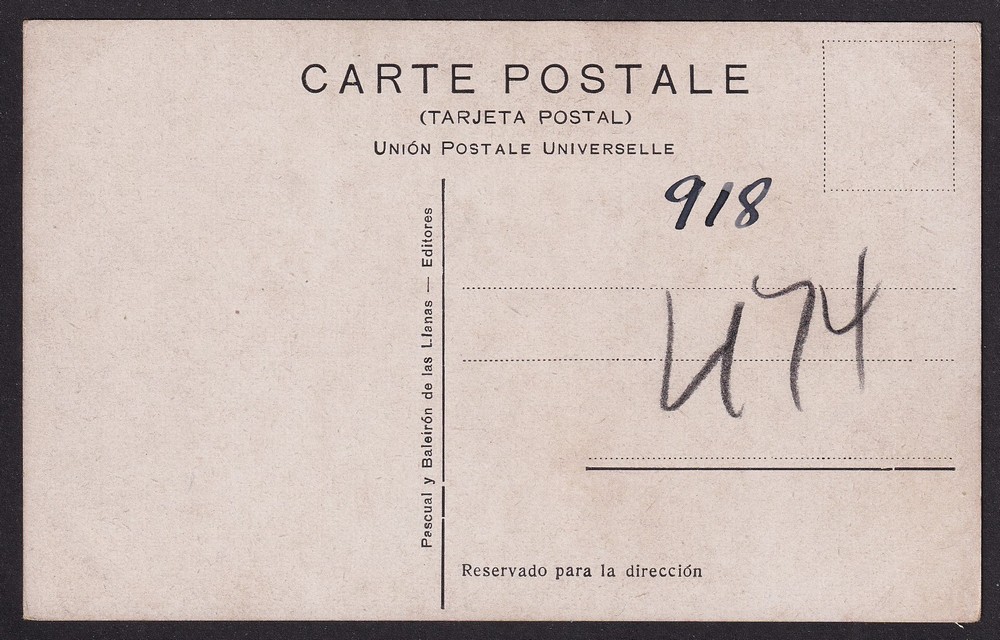 CARTE POSTALE
(TARJETA POSTAL)
UNIÓN POSTALE UNIVERSELLE
918
Pascual y Baleirón de las Llanas — Editores
Reservado para la dirección